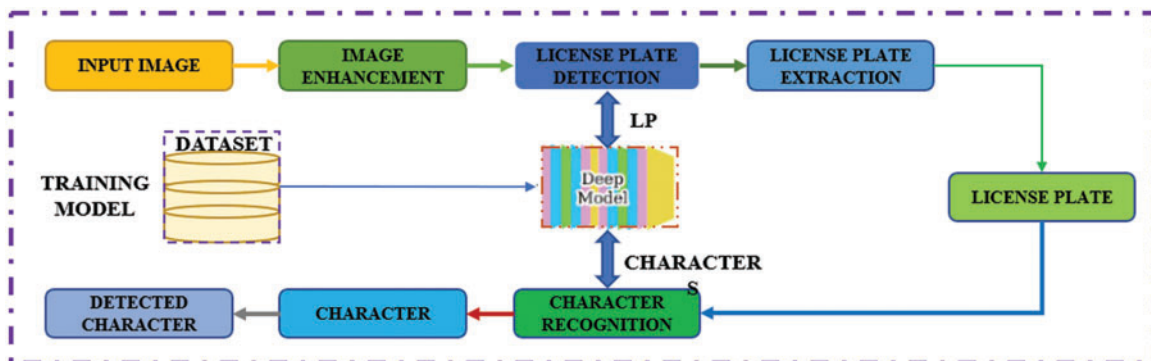 INPUT IMAGE
IMAGE
ENHANCEMENT
LICENSE PLATE
DETECTION
LICENSE PLATE
EXTRACTION
LP
DATASET
TRAINING
MODEL
Deep
Model
LICENSE PLATE
CHARACTER
S
DETECTED
CHARACTER
CHARACTER
CHARACTER
RECOGNITION